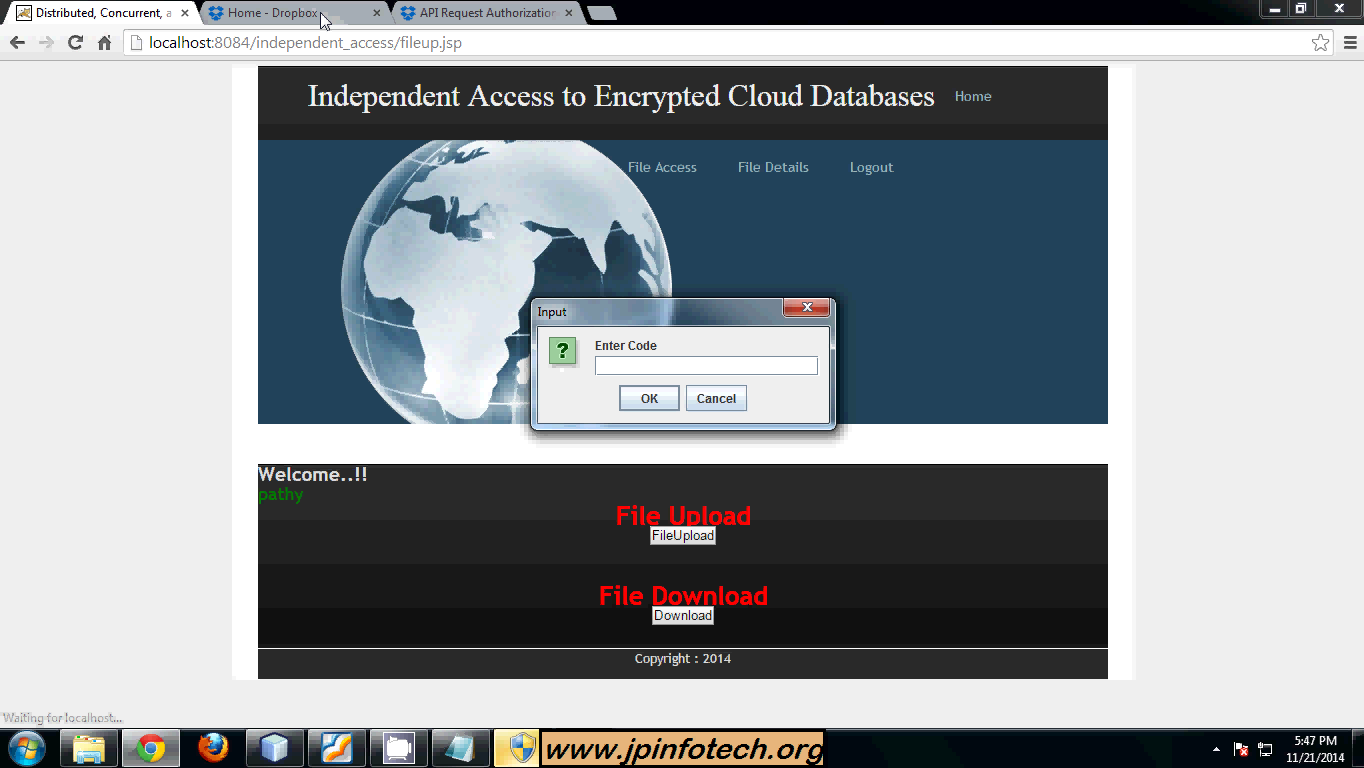 Distributed, Concurrent, a
Home - Dropbox
API Request Authorization
localhost:8084/independent_access/fileup.jsp
Independent Access to Encrypted Cloud Databases
Home
File Access
File Details
Logout
Input
?
Enter Code
OK
Cancel
Welcome..!!
pathy
File Upload
FileUpload
File Download
Download
Copyright : 2014
Waiting for localhost...
www.jpinfotech.org
5:47 PM
11/21/2014